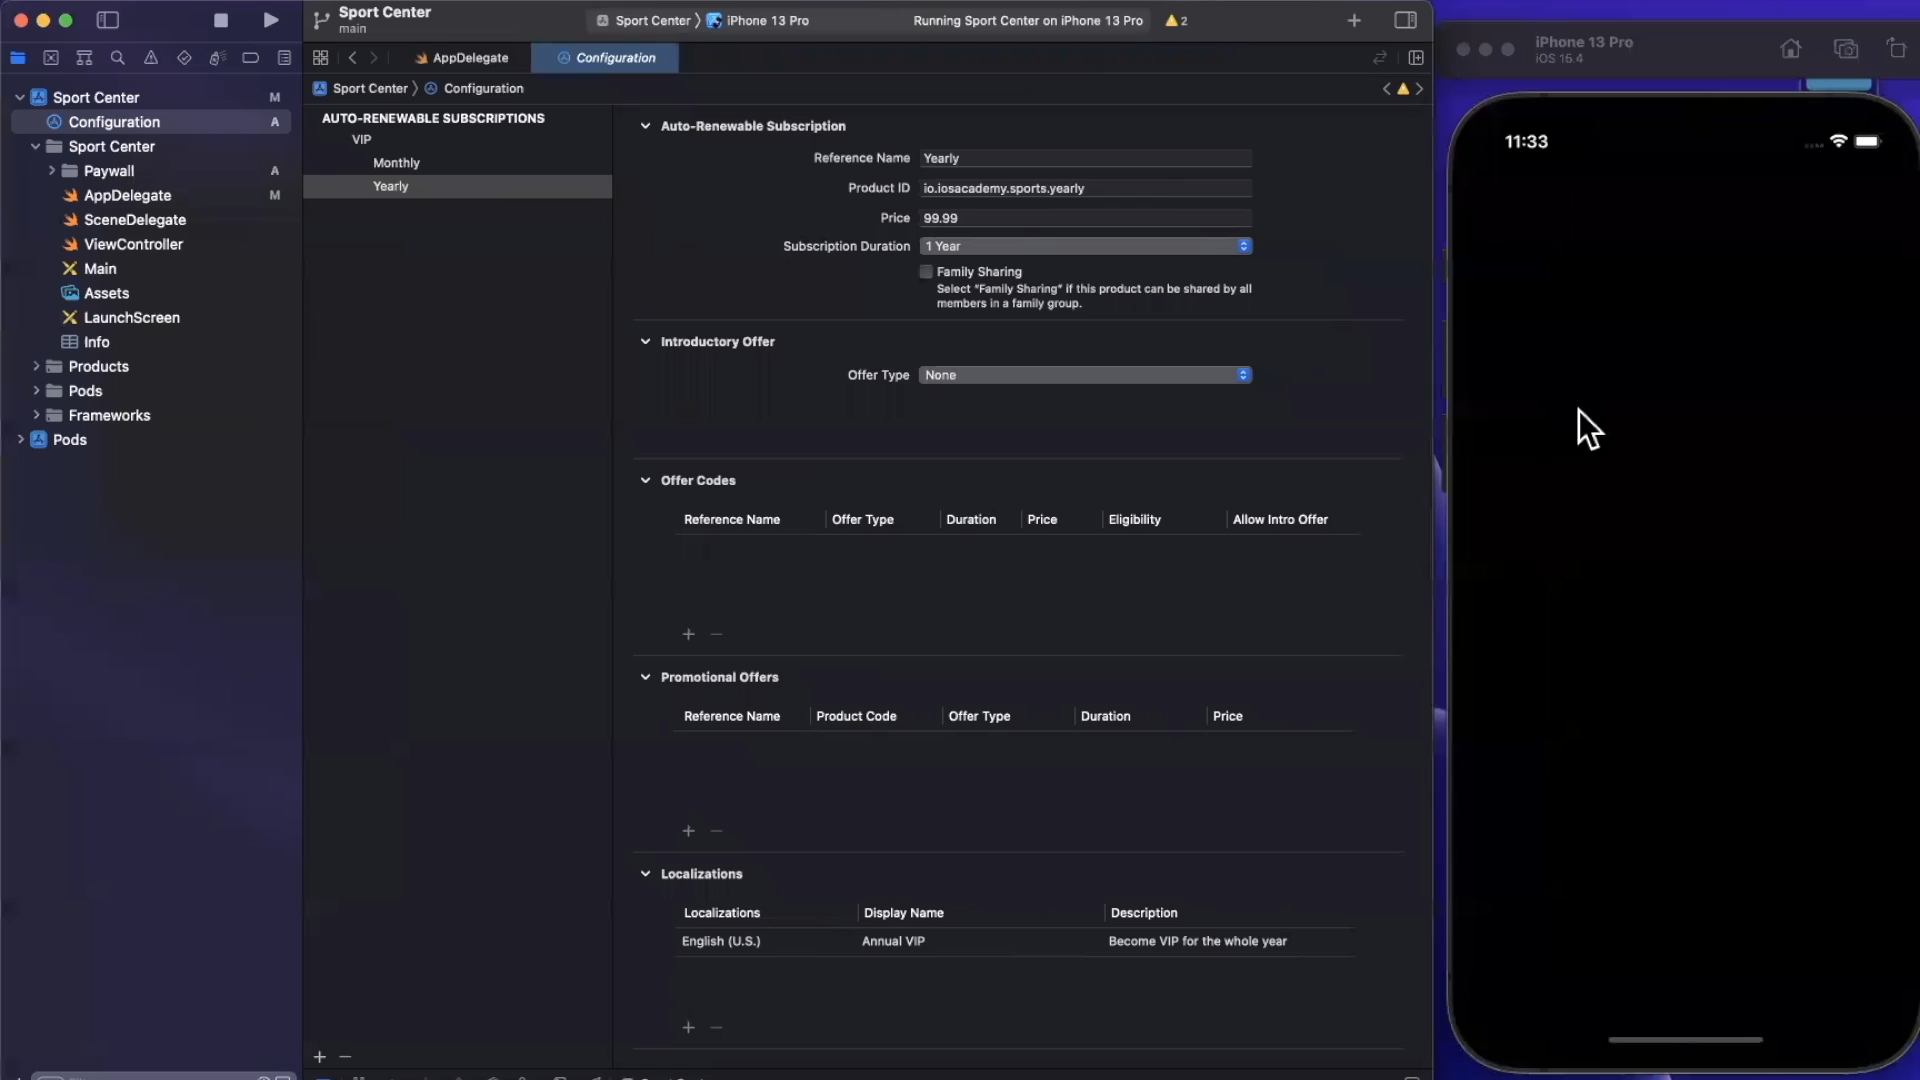 Sport Center
main
Sport Center 〉 iPhone 13 Pro
Running Sport Center on iPhone 13 Pro
2
AppDelegate
Configuration
Sport Center 〉 Configuration
Sport Center M
Configuration A
Sport Center
Paywall A
AppDelegate M
SceneDelegate
ViewController
Main
Assets
LaunchScreen
Info
Products
Pods
Frameworks
Pods
AUTO-RENEWABLE SUBSCRIPTIONS
VIP
Monthly
Yearly
Auto-Renewable Subscription
Reference Name Yearly
Product ID io.iosacademy.sports.yearly
Price 99.99
Subscription Duration 1 Year
Family Sharing
Select “Family Sharing” if this product can be shared by all
members in a family group.
Introductory Offer
Offer Type None
Offer Codes
Reference Name Offer Type Duration Price Eligibility Allow Intro Offer
Promotional Offers
Reference Name Product Code Offer Type Duration Price
Localizations
Localizations Display Name Description
English (U.S.) Annual VIP Become VIP for the whole year
iPhone 13 Pro
iOS 15.4
11:33